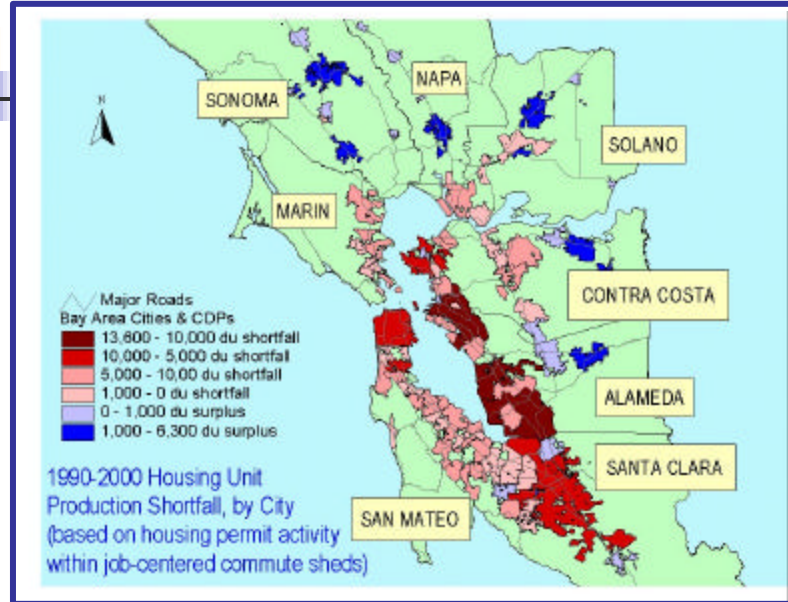 N
SONOMA
NAPA
SOLANO
MARIN
CONTRA COSTA
ALAMEDA
SANTA CLARA
SAN MATEO
Major Roads
Bay Area Cities & CDPs
13,600 - 10,000 du shortfall
10,000 - 5,000 du shortfall
5,000 - 10,00 du shortfall
1,000 - 0 du shortfall
0 - 1,000 du surplus
1,000 - 6,300 du surplus
1990-2000 Housing Unit
Production Shortfall, by City
(based on housing permit activity
within job-centered commute sheds)